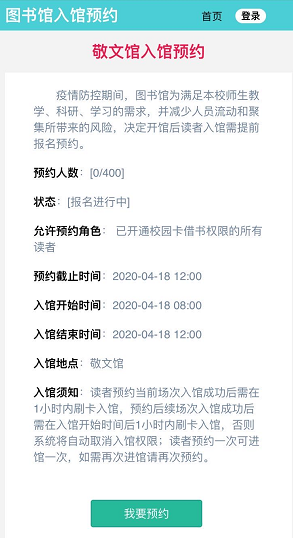 图书馆入馆预约 首页 登录
敬文馆入馆预约
疫情防控期间，图书馆为满足本校师生教
学、科研、学习的需求，并减少人员流动和聚
集所带来的风险，决定开馆后读者入馆需提前
报名预约。
预约人数：[0/400]
状态：[报名进行中]
允许预约角色： 已开通校园卡借书权限的所有
读者
预约截止时间：2020-04-18 12:00
入馆开始时间：2020-04-18 08:00
入馆结束时间：2020-04-18 12:00
入馆地点：敬文馆
入馆须知：读者预约当前场次入馆成功后需在
1小时内刷卡入馆，预约后续场次入馆成功后
需在入馆开始时间后1小时内刷卡入馆，否则
系统将自动取消入馆权限；读者预约一次可进
馆一次，如需再次进馆请再次预约。
我要预约